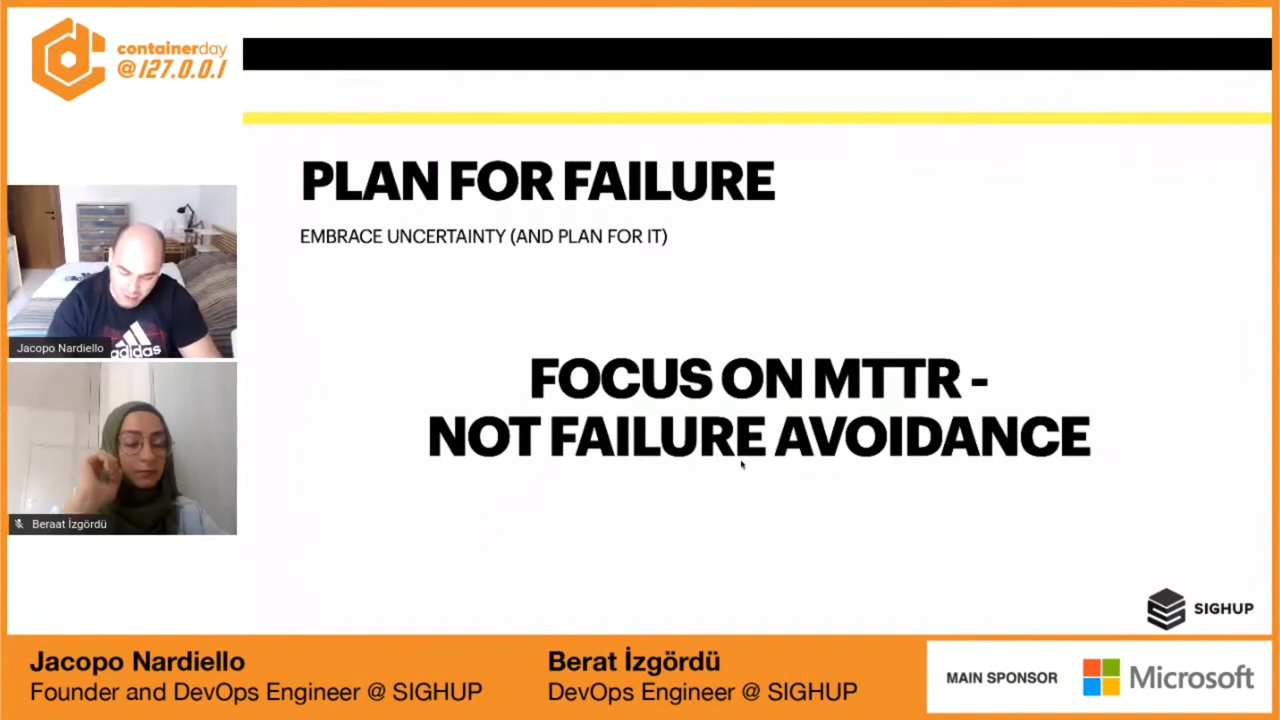 containerday
@127.0.0.1
PLAN FOR FAILURE
EMBRACE UNCERTAINTY (AND PLAN FOR IT)
adidas
Jacopo Nardiello
FOCUS ON MTTR -
NOT FAILURE AVOIDANCE
Beraat İzgördü
SIGHUP
Jacopo Nardiello
Founder and DevOps Engineer @ SIGHUP
Berat İzgördü
DevOps Engineer @ SIGHUP
MAIN SPONSOR
Microsoft